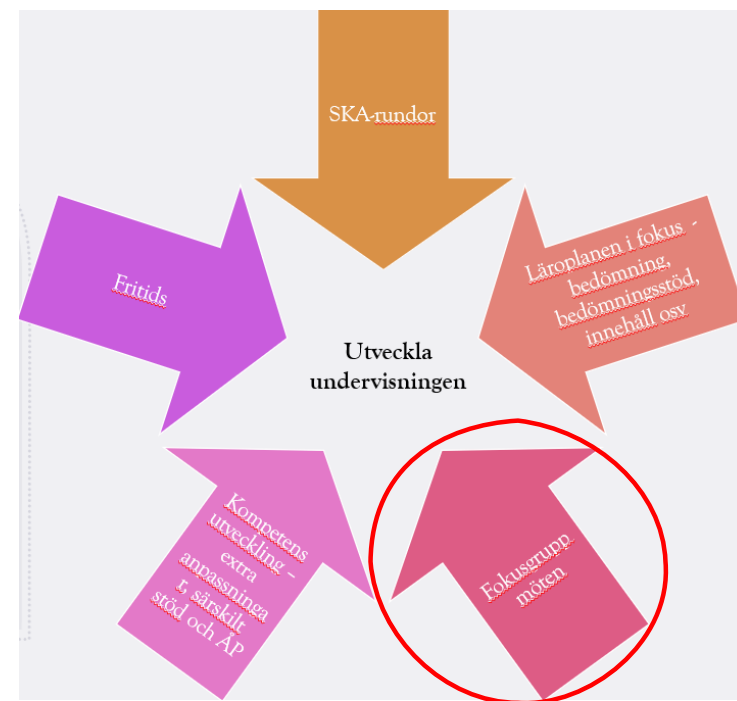 SKA-rundor
Läroplanen i fokus -
bedömning,
bedömningsstöd,
innehåll osv
Fritids
Utveckla
undervisningen
Kompetens
utveckling –
extra
anpassninga
r, särskilt
stöd och ÅP
Fokusgrupp
möten